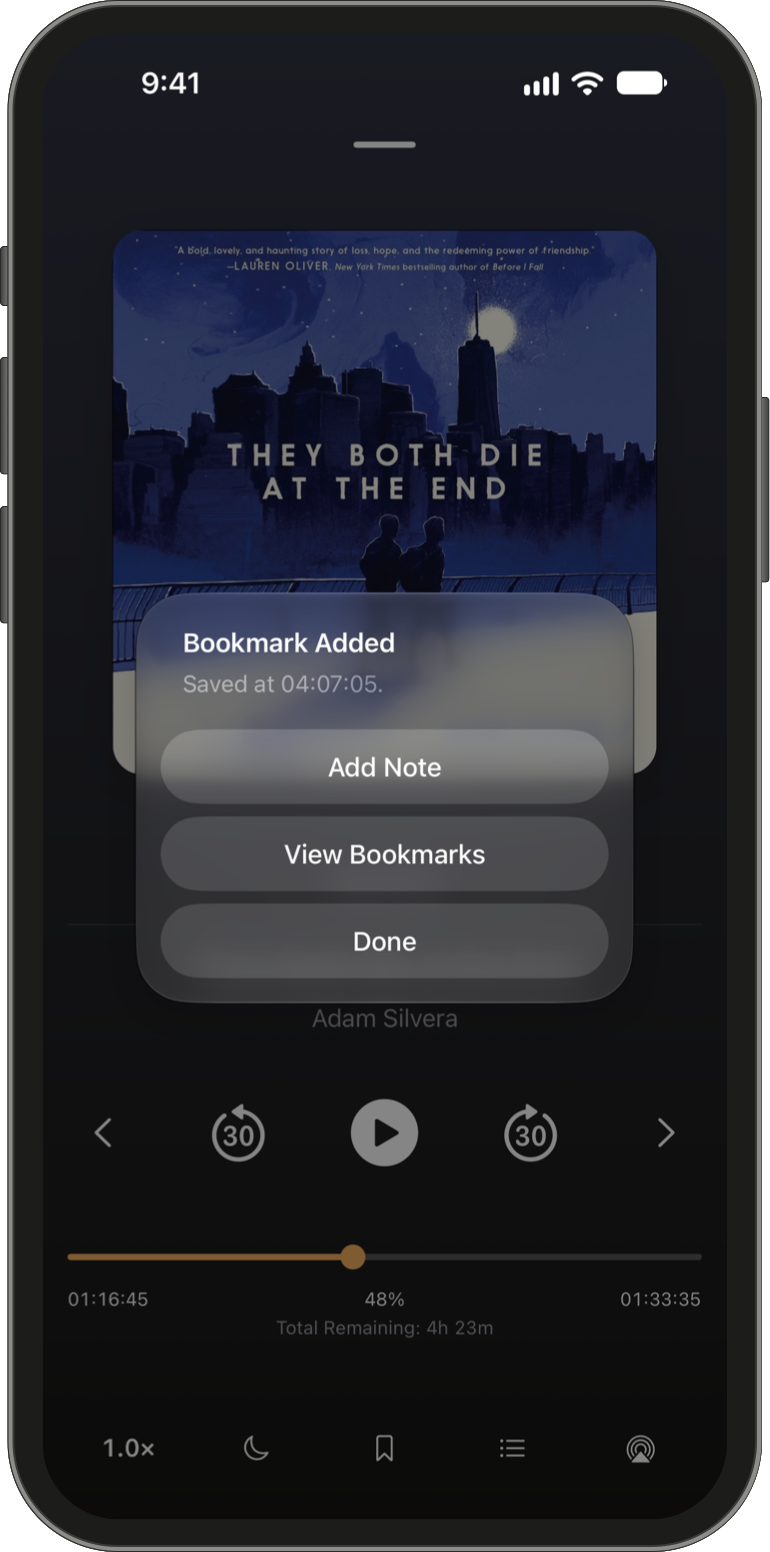 9:41
"A bold, lovely, and haunting story of loss, hope, and the redeeming power of friendship."
—LAUREN OLIVER, New York Times bestselling author of Before I Fall
THEY BOTH DIE
AT THE END
Bookmark Added
Saved at 04:07:05.
Add Note
View Bookmarks
Done
Adam Silvera
30
30
01:16:45
48%
01:33:35
Total Remaining: 4h 23m
1.0×